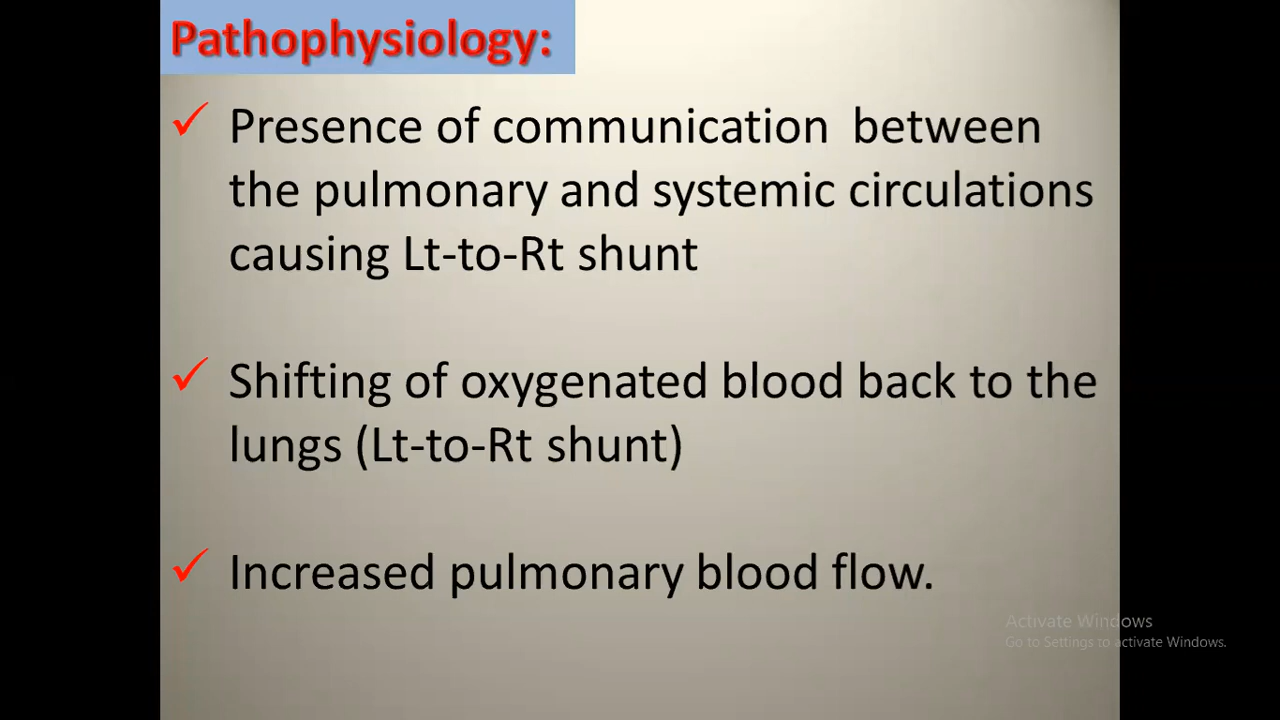 Pathophysiology:
✓ Presence of communication between
the pulmonary and systemic circulations
causing Lt-to-Rt shunt
✓ Shifting of oxygenated blood back to the
lungs (Lt-to-Rt shunt)
✓ Increased pulmonary blood flow.
Activate Windows
Go to Settings to activate Windows.